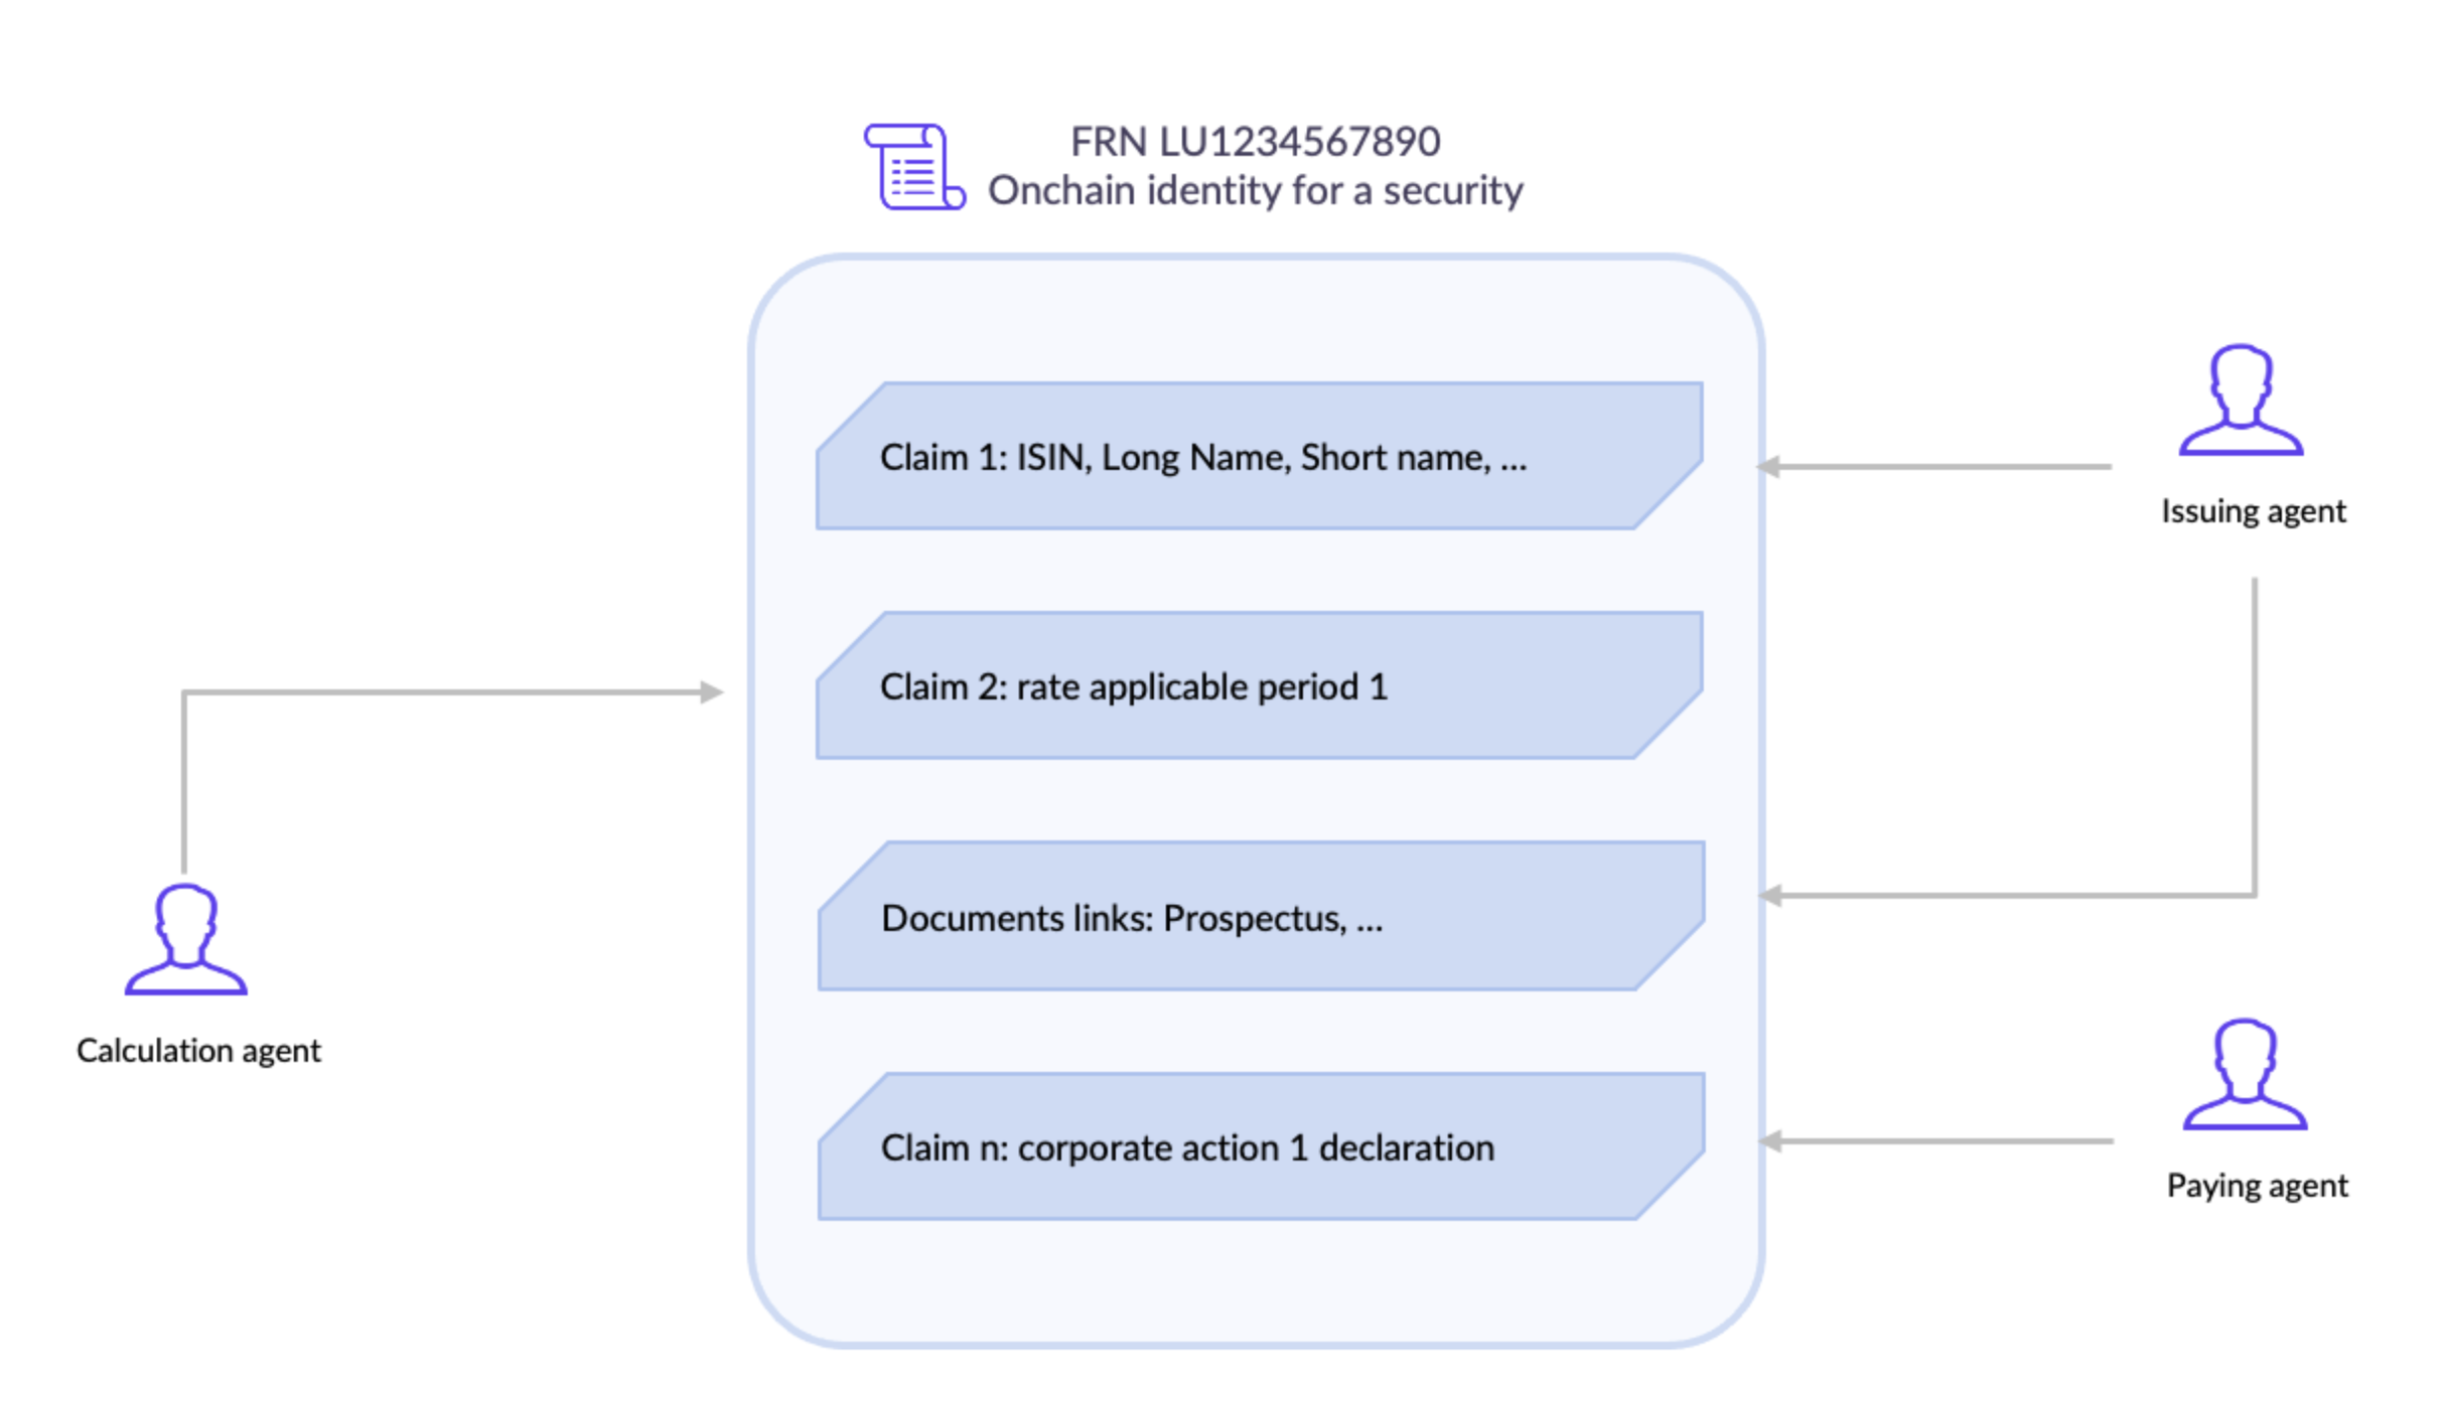 FRN LU1234567890
Onchain identity for a security
Claim 1: ISIN, Long Name, Short name, ...
Issuing agent
Claim 2: rate applicable period 1
Documents links: Prospectus, ...
Calculation agent
Claim n: corporate action 1 declaration
Paying agent